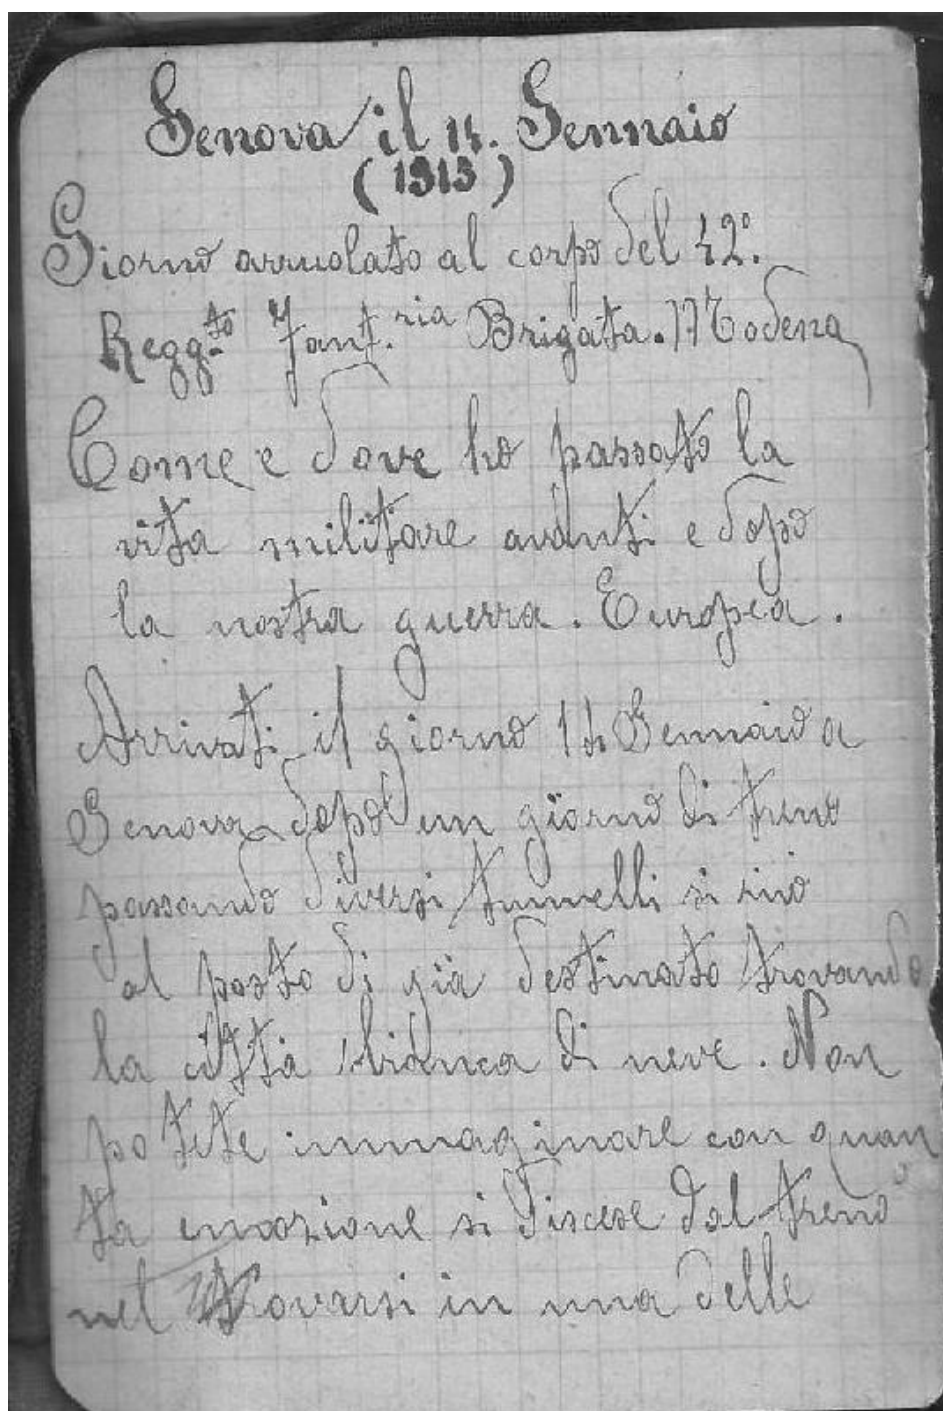 Genova il 14. Gennaio
(1915)
Giorno arruolato al corpo del 42°.
Regg.to Fant.ria Brigata. Modena
Come e dove ho passato la
vita militare avanti e dopo
la nostra guerra. Europea.
Arrivati il giorno 14 Gennaio a
Genova dopo un giorno di treno
passando diversi tunnelli si
al posto di già destinato trovando
la città bianca di neve. Non
potete immaginare con quan
ta emozione si discese dal treno
nel trovarsi in una delle